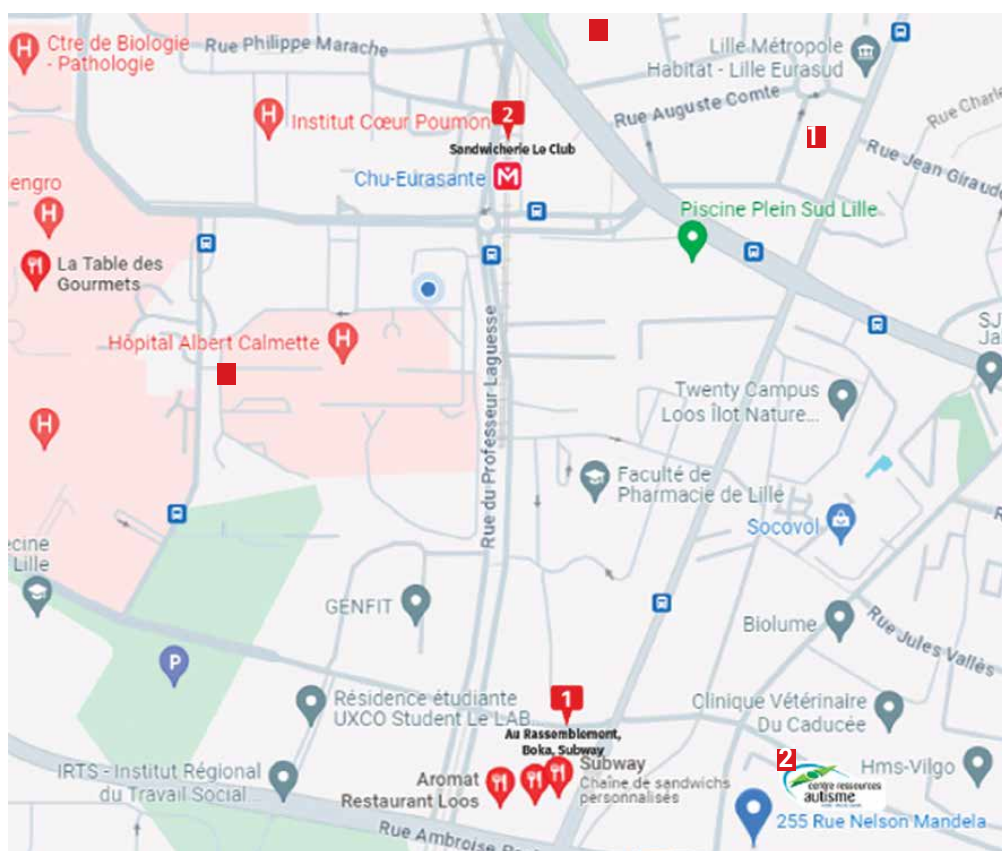 Ctre de Biologie
- Pathologie
Rue Philippe Marache
Lille Métropole
Habitat - Lille Eurasud
Rue Auguste Comte
Rue Charle
2
Institut Cœur Poumon
Sandwicherie Le Club
1
Rue Jean Giraudo
Chu-Eurasanté
M
engro
Piscine Plein Sud Lille
La Table des
Gourmets
Hôpital Albert Calmette
H
Rue du Professeur Laguesse
SJ
Ja
Twenty Campus
Loos Îlot Nature...
Faculté de
Pharmacie de Lille
Socovol
ecine
Lille
GENFIT
Biolume
Rue Jules Vallès
P
Résidence étudiante
UXCO Student Le LAB
1
Au Rassemblement,
Boka, Subway
Clinique Vétérinaire
Du Caducée
IRTS - Institut Régional
du Travail Social...
Aromat
Restaurant Loos
Subway
Chaîne de sandwichs
personnalisés
2
centre ressources
autisme
Hms-Vilgo
255 Rue Nelson Mandela
Rue Ambroise